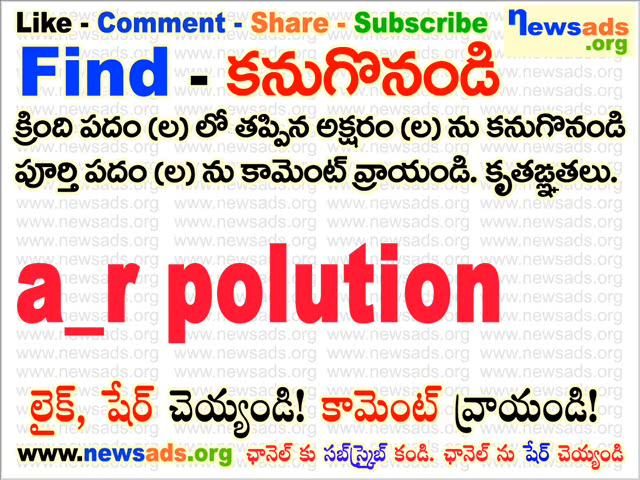 Like - Comment - Share - Subscribe
newsads
.org
Find - కనుగొనండి
క్రింది పదం (ల) లో తప్పిన అక్షరం (ల) ను కనుగొనండి
పూర్తి పదం (ల) ను కామెంట్ వ్రాయండి. కృతజ్ఞతలు.
a_r polution
లైక్, షేర్ చెయ్యండి! కామెంట్ వ్రాయండి!
www.newsads.org ఛానెల్ కు సబ్‌స్క్రైబ్ కండి. ఛానెల్ ను షేర్ చెయ్యండి